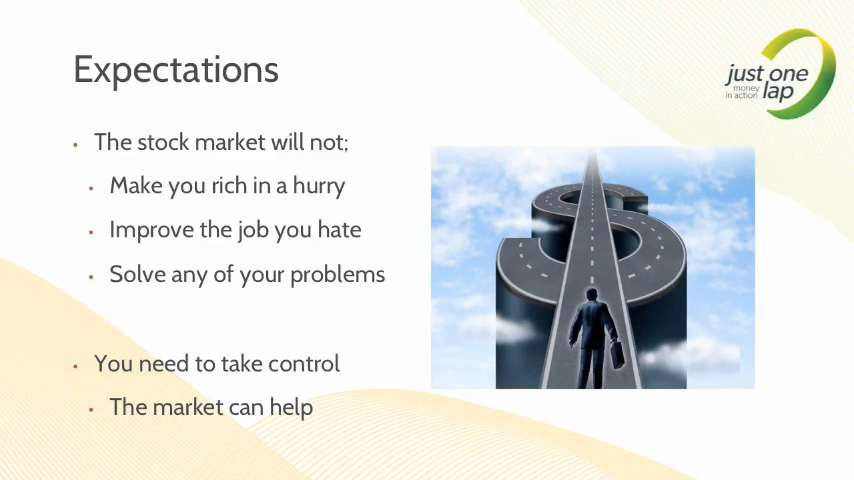 Expectations
just one
money
in action lap
• The stock market will not;
• Make you rich in a hurry
• Improve the job you hate
• Solve any of your problems
• You need to take control
• The market can help